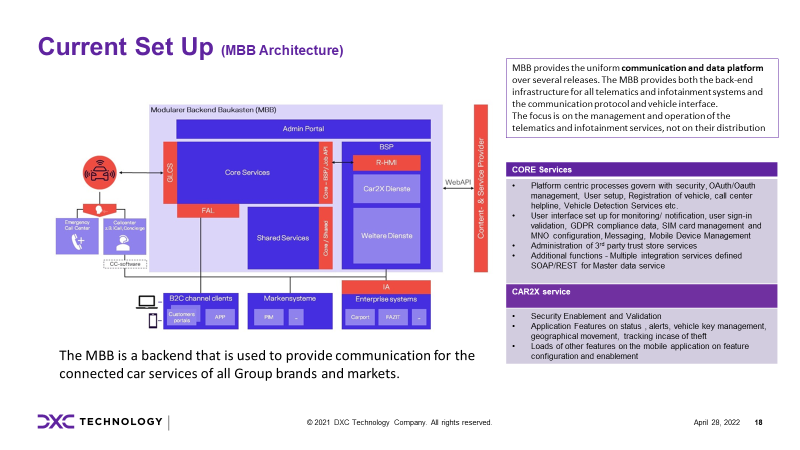 Current Set Up (MBB Architecture)
MBB provides the uniform communication and data platform
over several releases. The MBB provides both the back-end
infrastructure for all telematics and infotainment systems and
the communication protocol and vehicle interface.
The focus is on the management and operation of the
telematics and infotainment services, not on their distribution
Modularer Backend Baukasten (MBB)
Admin Portal
GLCS
Core Services
Core – BSP/ Job API
BSP
R-HMI
Car2X Dienste
Weitere Dienste
FAL
Shared Services
Core / Shared
WebAPI
Content- & Service Provider
Emergency
Call Center
Callcenter
z.B. Call, Concierge
CC-software
B2C channel clients
Customers
portals
APP
Markensysteme
PIM
...
IA
Enterprise systems
Carport
FAZIT
...
CORE Services
• Platform centric processes govern with security, OAuth/Oauth
management, User setup, Registration of vehicle, call center
helpline, Vehicle Detection Services etc.
• User interface set up for monitoring/ notification, user sign-in
validation, GDPR compliance data, SIM card management and
MNO configuration, Messaging, Mobile Device Management
• Administration of 3rd party trust store services
• Additional functions - Multiple integration services defined
SOAP/REST for Master data service
CAR2X service
• Security Enablement and Validation
• Application Features on status , alerts, vehicle key management,
geographical movement, tracking incase of theft
• Loads of other features on the mobile application on feature
configuration and enablement
The MBB is a backend that is used to provide communication for the
connected car services of all Group brands and markets.
DXC TECHNOLOGY
© 2021 DXC Technology Company. All rights reserved.
April 28, 2022
18